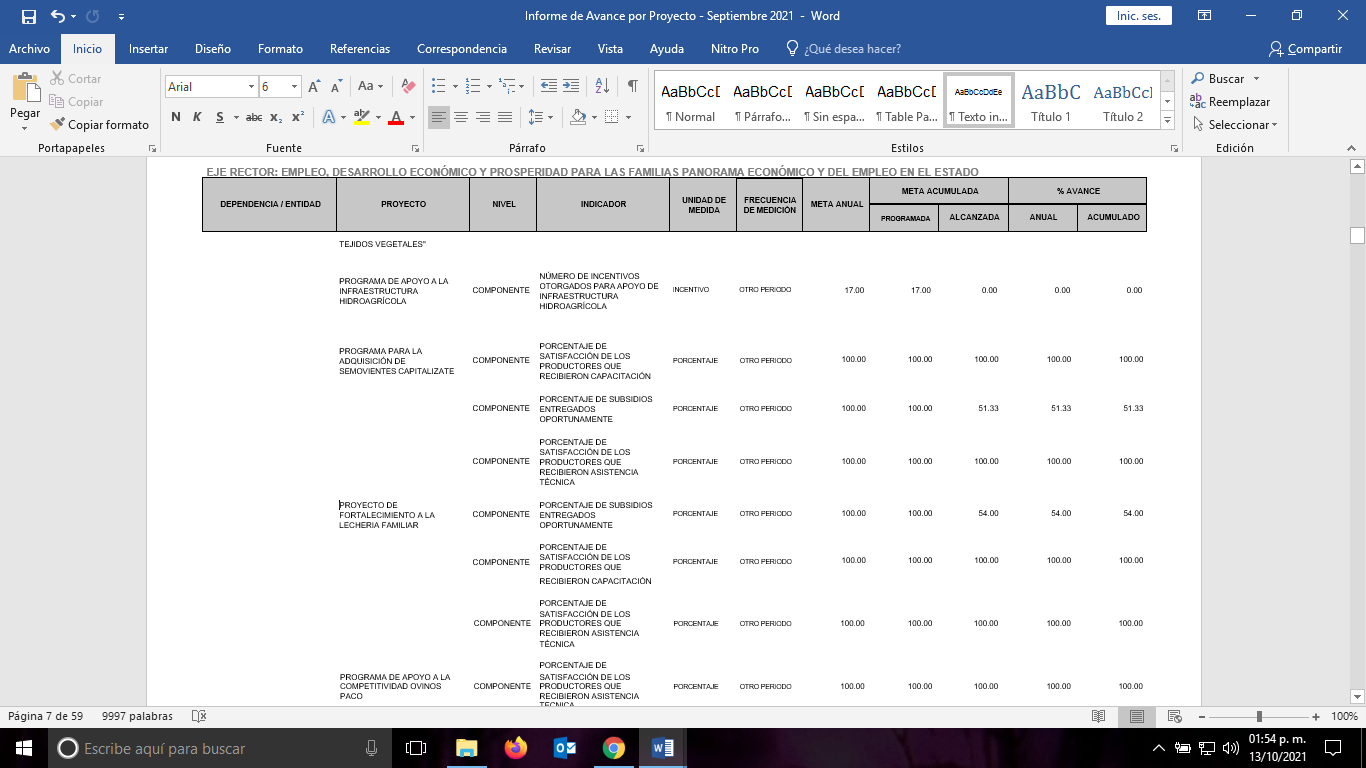 Informe de Avance por Proyecto - Septiembre 2021 - Word
Inic. ses.
Archivo Inicio Insertar Diseño Formato Referencias Correspondencia Revisar Vista Ayuda Nitro Pro ¿Qué desea hacer? Compartir
Pegar
Cortar
Copiar
Copiar formato
Portapapeles
Arial 6
Aa
N K S abc x₂ x²
Fuente
Párrafo
AaBbCcI AaBbCcD AaBbCcD AaBbCcD AaBbCcDdEe AaBbC AaBbCcI
¶ Normal ¶ Párrafo... ¶ Sin espa... ¶ Table Pa... ¶ Texto in... Título 1 Título 2
Estilos
Buscar
Reemplazar
Seleccionar
Edición
EJE RECTOR: EMPLEO, DESARROLLO ECONÓMICO Y PROSPERIDAD PARA LAS FAMILIAS PANORAMA ECONÓMICO Y DEL EMPLEO EN EL ESTADO
DEPENDENCIA / ENTIDAD
PROYECTO
NIVEL
INDICADOR
UNIDAD DE
MEDIDA
FRECUENCIA
DE MEDICIÓN
META ANUAL
META ACUMULADA
PROGRAMADA ALCANZADA
% AVANCE
ANUAL ACUMULADO
TEJIDOS VEGETALES"
PROGRAMA DE APOYO A LA
INFRAESTRUCTURA
HIDROAGRÍCOLA
COMPONENTE
NÚMERO DE INCENTIVOS
OTORGADOS PARA APOYO DE
INFRAESTRUCTURA
HIDROAGRÍCOLA
INCENTIVO OTRO PERIODO 17.00 17.00 0.00 0.00 0.00
PROGRAMA PARA LA
ADQUISICIÓN DE
SEMOVIENTES CAPITALIZATE
COMPONENTE
PORCENTAJE DE
SATISFACCIÓN DE LOS
PRODUCTORES QUE
RECIBIERON CAPACITACIÓN
PORCENTAJE OTRO PERIODO 100.00 100.00 100.00 100.00 100.00
COMPONENTE
PORCENTAJE DE SUBSIDIOS
ENTREGADOS
OPORTUNAMENTE
PORCENTAJE OTRO PERIODO 100.00 100.00 51.33 51.33 51.33
COMPONENTE
PORCENTAJE DE
SATISFACCIÓN DE LOS
PRODUCTORES QUE
RECIBIERON ASISTENCIA
TÉCNICA
PORCENTAJE OTRO PERIODO 100.00 100.00 100.00 100.00 100.00
PROYECTO DE
FORTALECIMIENTO A LA
LECHERIA FAMILIAR
COMPONENTE
PORCENTAJE DE SUBSIDIOS
ENTREGADOS
OPORTUNAMENTE
PORCENTAJE OTRO PERIODO 100.00 100.00 54.00 54.00 54.00
COMPONENTE
PORCENTAJE DE
SATISFACCIÓN DE LOS
PRODUCTORES QUE
RECIBIERON CAPACITACIÓN
PORCENTAJE OTRO PERIODO 100.00 100.00 100.00 100.00 100.00
COMPONENTE
PORCENTAJE DE
SATISFACCIÓN DE LOS
PRODUCTORES QUE
RECIBIERON ASISTENCIA
TÉCNICA
PORCENTAJE OTRO PERIODO 100.00 100.00 100.00 100.00 100.00
PROGRAMA DE APOYO A LA
COMPETITIVIDAD OVINOS
PACO
COMPONENTE
PORCENTAJE DE
SATISFACCIÓN DE LOS
PRODUCTORES QUE
RECIBIERON ASISTENCIA
TECNICA
PORCENTAJE OTRO PERIODO 100.00 100.00 100.00 100.00 100.00
Página 7 de 59 9997 palabras
100%
Escribe aquí para buscar
01:54 p. m.
13/10/2021